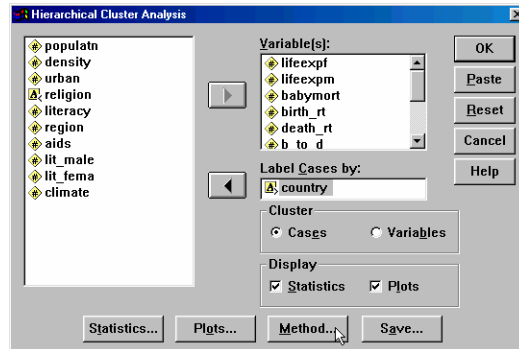 Hierarchical Cluster Analysis
populatn
density
urban
religion
literacy
region
aids
lit_male
lit_fema
climate
Variable(s):
lifeexpf
lifeexpm
babymort
birth_rt
death_rt
b_to_d
Label Cases by:
country
Cluster
Cases
Variables
Display
Statistics
Plots
OK
Paste
Reset
Cancel
Help
Statistics...
Plots...
Method...
Save...